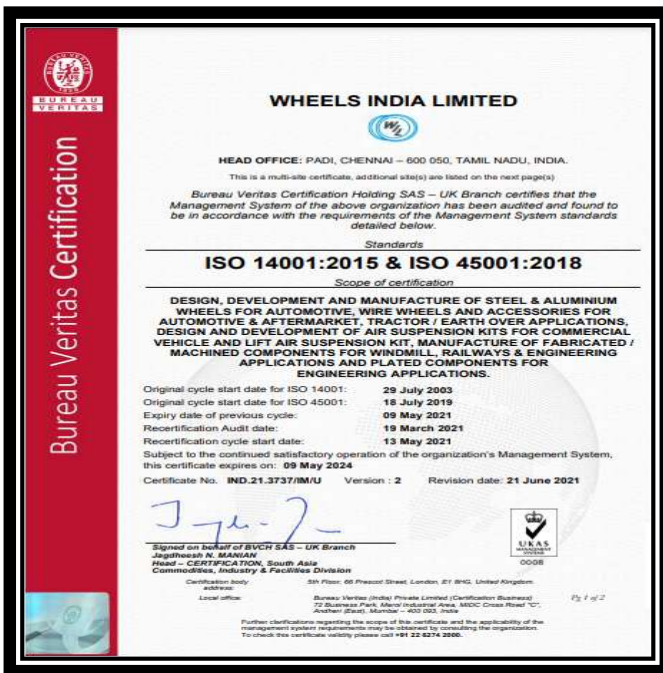 BUREAU
VERITAS
Bureau Veritas Certification
WHEELS INDIA LIMITED
WIL
HEAD OFFICE: PADI, CHENNAI – 600 050, TAMIL NADU, INDIA.
This is a multi-site certificate, additional site(s) are listed on the next page(s)
Bureau Veritas Certification Holding SAS – UK Branch certifies that the
Management System of the above organization has been audited and found to
be in accordance with the requirements of the Management System standards
detailed below.
Standards
ISO 14001:2015 & ISO 45001:2018
Scope of certification
DESIGN, DEVELOPMENT AND MANUFACTURE OF STEEL & ALUMINIUM
WHEELS FOR AUTOMOTIVE, WIRE WHEELS AND ACCESSORIES FOR
AUTOMOTIVE & AFTERMARKET, TRACTOR / EARTH OVER APPLICATIONS,
DESIGN AND DEVELOPMENT OF AIR SUSPENSION KITS FOR COMMERCIAL
VEHICLE AND LIFT AIR SUSPENSION KIT, MANUFACTURE OF FABRICATED /
MACHINED COMPONENTS FOR WINDMILL, RAILWAYS & ENGINEERING
APPLICATIONS AND PLATED COMPONENTS FOR
ENGINEERING APPLICATIONS.
Original cycle start date for ISO 14001: 29 July 2003
Original cycle start date for ISO 45001: 18 July 2019
Expiry date of previous cycle: 09 May 2021
Recertification Audit date: 19 March 2021
Recertification cycle start date: 13 May 2021
Subject to the continued satisfactory operation of the organization's Management System,
this certificate expires on: 09 May 2024
Certificate No. IND.21.3737/IM/U Version : 2 Revision date: 21 June 2021
Signed on behalf of BVCH SAS – UK Branch
Jagdheesh N. MANIAN
Head – CERTIFICATION, South Asia
Commodities, Industry & Facilities Division
UKAS
MANAGEMENT
SYSTEMS
0008
Certification body address: 5th Floor, 66 Prescot Street, London, E1 8HG, United Kingdom.
Local office: Bureau Veritas (India) Private Limited (Certification Business)
72 Business Park, Marol Industrial Area, MIDC Cross Road "C",
Andheri (East), Mumbai – 400 093, India
Pg 1 of 2
Further clarifications regarding the scope of this certificate and the applicability of the
management system requirements may be obtained by consulting the organization.
To check this certificate validity please call +91 22 6274 2000.